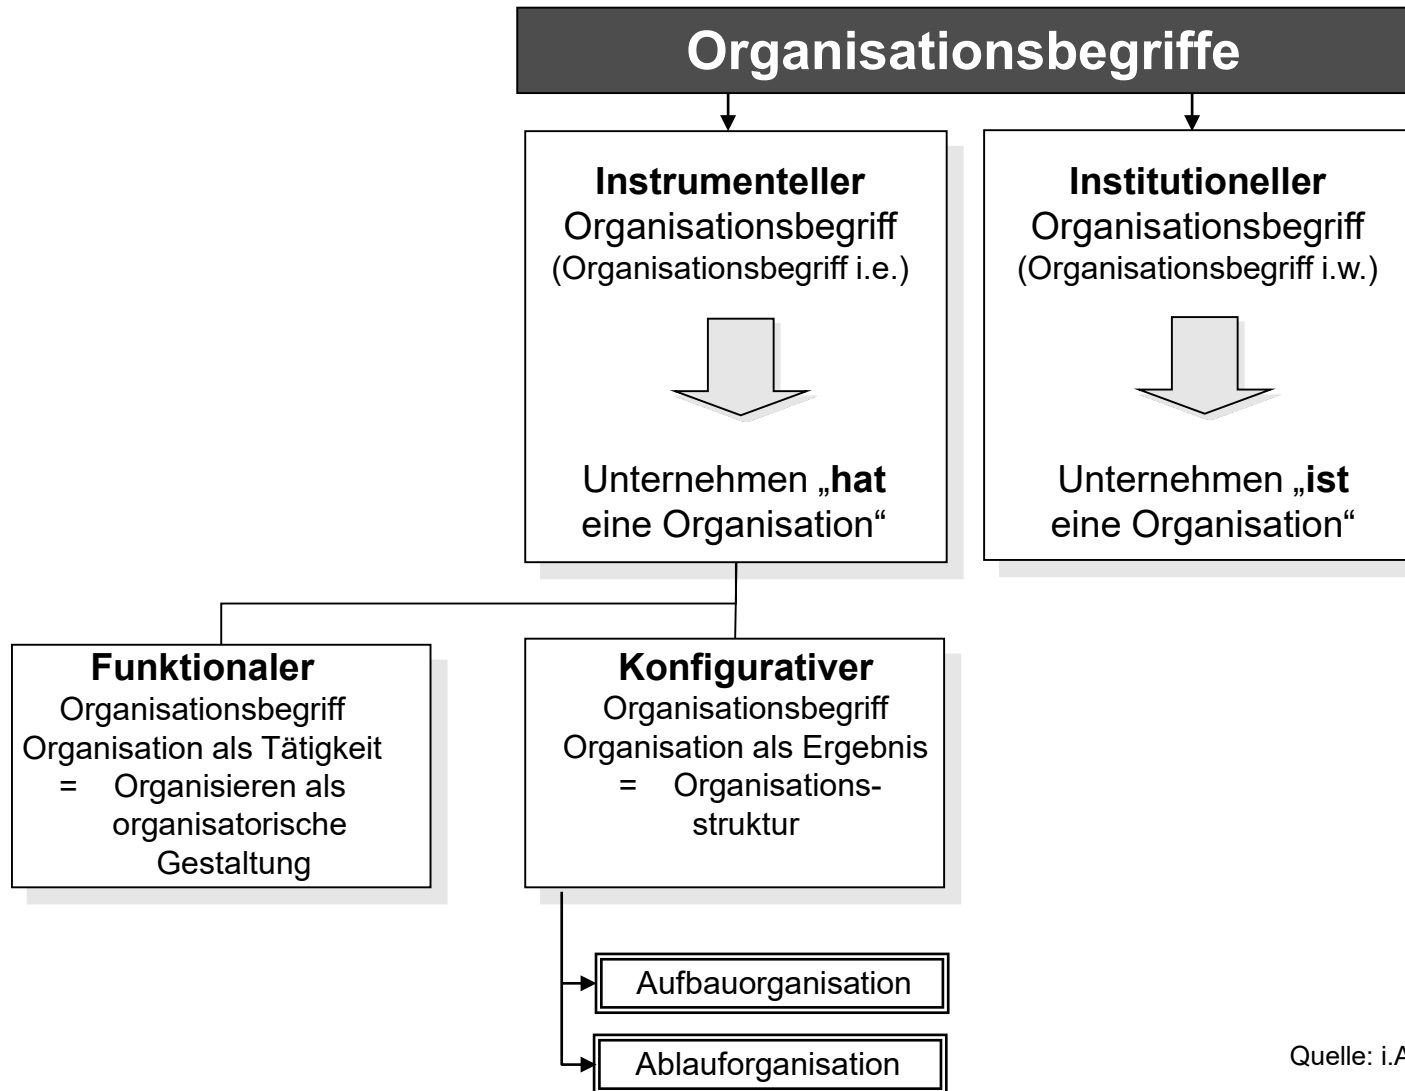 Organisationsbegriffe
Instrumenteller
Organisationsbegriff
(Organisationsbegriff i.e.)
Unternehmen „hat
eine Organisation“
Institutioneller
Organisationsbegriff
(Organisationsbegriff i.w.)
Unternehmen „ist
eine Organisation“
Funktionaler
Organisationsbegriff
Organisation als Tätigkeit
= Organisieren als
organisatorische
Gestaltung
Konfigurativer
Organisationsbegriff
Organisation als Ergebnis
= Organisations-
struktur
Aufbauorganisation
Ablauforganisation
Quelle: i.A